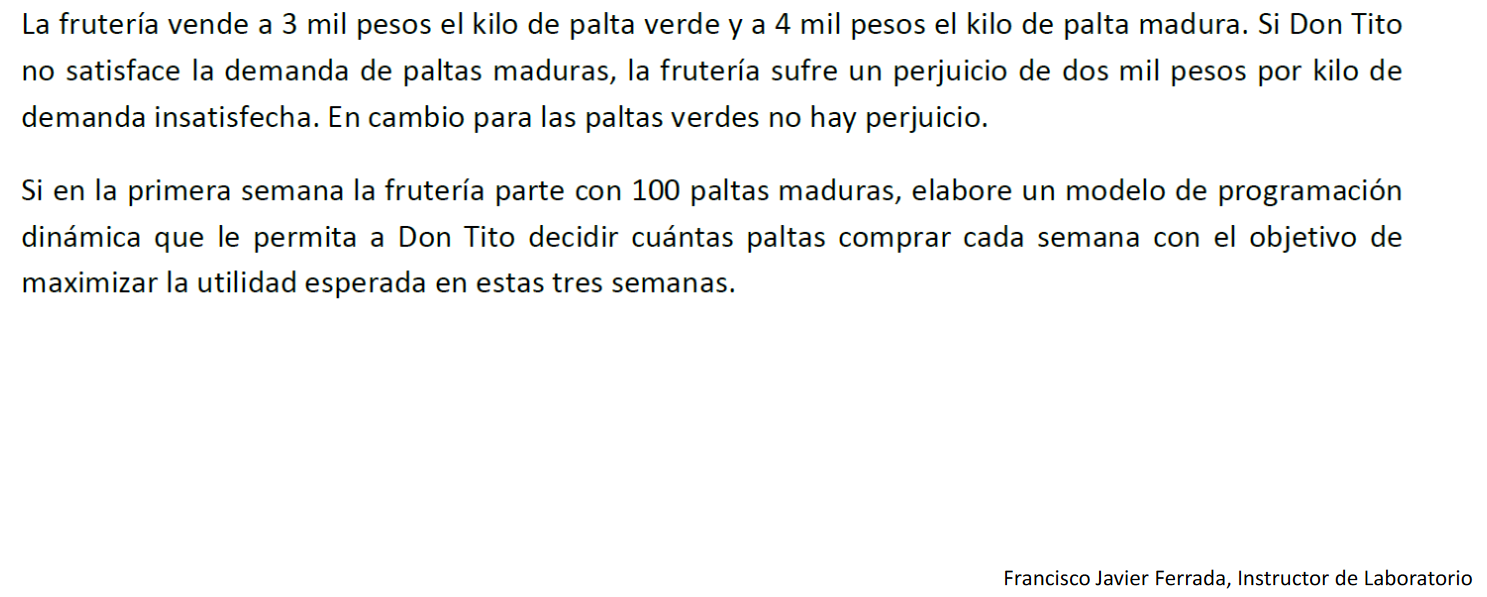 La frutería vende a 3 mil pesos el kilo de palta verde y a 4 mil pesos el kilo de palta madura. Si Don Tito
no satisface la demanda de paltas maduras, la frutería sufre un perjuicio de dos mil pesos por kilo de
demanda insatisfecha. En cambio para las paltas verdes no hay perjuicio.
Si en la primera semana la frutería parte con 100 paltas maduras, elabore un modelo de programación
dinámica que le permita a Don Tito decidir cuántas paltas comprar cada semana con el objetivo de
maximizar la utilidad esperada en estas tres semanas.
Francisco Javier Ferrada, Instructor de Laboratorio